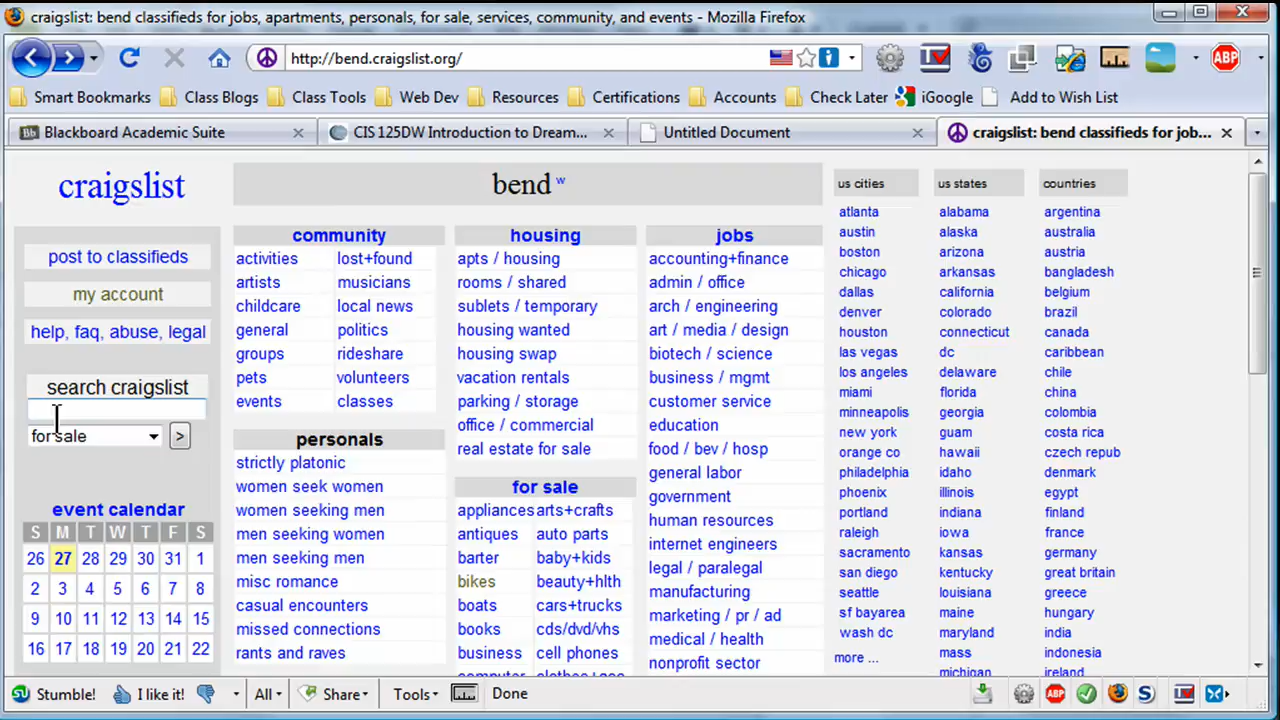 craigslist: bend classifieds for jobs, apartments, personals, for sale, services, community, and events - Mozilla Firefox
http://bend.craigslist.org/
ABP
Smart Bookmarks Class Blogs Class Tools Web Dev Resources Certifications Accounts Check Later iGoogle Add to Wish List
Bb Blackboard Academic Suite
CIS 125DW Introduction to Dream...
Untitled Document
craigslist: bend classifieds for job...
craigslist
post to classifieds
my account
help, faq, abuse, legal
search craigslist
for sale
>
event calendar
S M T W T F S
26 27 28 29 30 31 1
2 3 4 5 6 7 8
9 10 11 12 13 14 15
16 17 18 19 20 21 22
bend w
community
activities lost+found
artists musicians
childcare local news
general politics
groups rideshare
pets volunteers
events classes
personals
strictly platonic
women seek women
women seeking men
men seeking women
men seeking men
misc romance
casual encounters
missed connections
rants and raves
housing
apts / housing
rooms / shared
sublets / temporary
housing wanted
housing swap
vacation rentals
parking / storage
office / commercial
real estate for sale
for sale
appliances arts+crafts
antiques auto parts
barter baby+kids
bikes beauty+hlth
boats cars+trucks
books cds/dvd/vhs
business cell phones
computer clothes+acc
jobs
accounting+finance
admin / office
arch / engineering
art / media / design
biotech / science
business / mgmt
customer service
education
food / bev / hosp
general labor
government
human resources
internet engineers
legal / paralegal
manufacturing
marketing / pr / ad
medical / health
nonprofit sector
us cities
atlanta
austin
boston
chicago
dallas
denver
houston
las vegas
los angeles
miami
minneapolis
new york
orange co
philadelphia
phoenix
portland
raleigh
sacramento
san diego
seattle
sf bayarea
wash dc
more ...
us states
alabama
alaska
arizona
arkansas
california
colorado
connecticut
dc
delaware
florida
georgia
guam
hawaii
idaho
illinois
indiana
iowa
kansas
kentucky
louisiana
maine
maryland
mass
michigan
countries
argentina
australia
austria
bangladesh
belgium
brazil
canada
caribbean
chile
china
colombia
costa rica
czech repub
denmark
egypt
finland
france
germany
great britain
greece
hungary
india
indonesia
ireland
Stumble! I like it! All Share Tools Done
ABP S